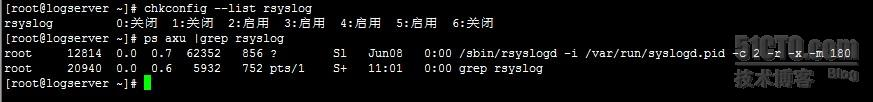 [root@logserver ~]# chkconfig --list rsyslog
rsyslog 0:关闭 1:关闭 2:启用 3:启用 4:启用 5:启用 6:关闭
[root@logserver ~]# ps axu |grep rsyslog
root 12814 0.0 0.7 62352 856 ? Sl Jun08 0:00 /sbin/rsyslogd -i /var/run/syslogd.pid -c 2 -r -x -m 180
root 20940 0.0 0.6 5932 752 pts/1 S+ 11:01 0:00 grep rsyslog
[root@logserver ~]#
51CTO.com
技术博客 Blog